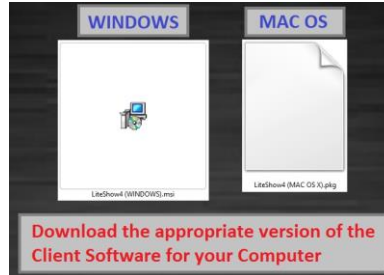 WINDOWS
MAC OS
LiteShow4 (WINDOWS).msi
LiteShow4 (MAC OS X).pkg
Download the appropriate version of the
Client Software for your Computer